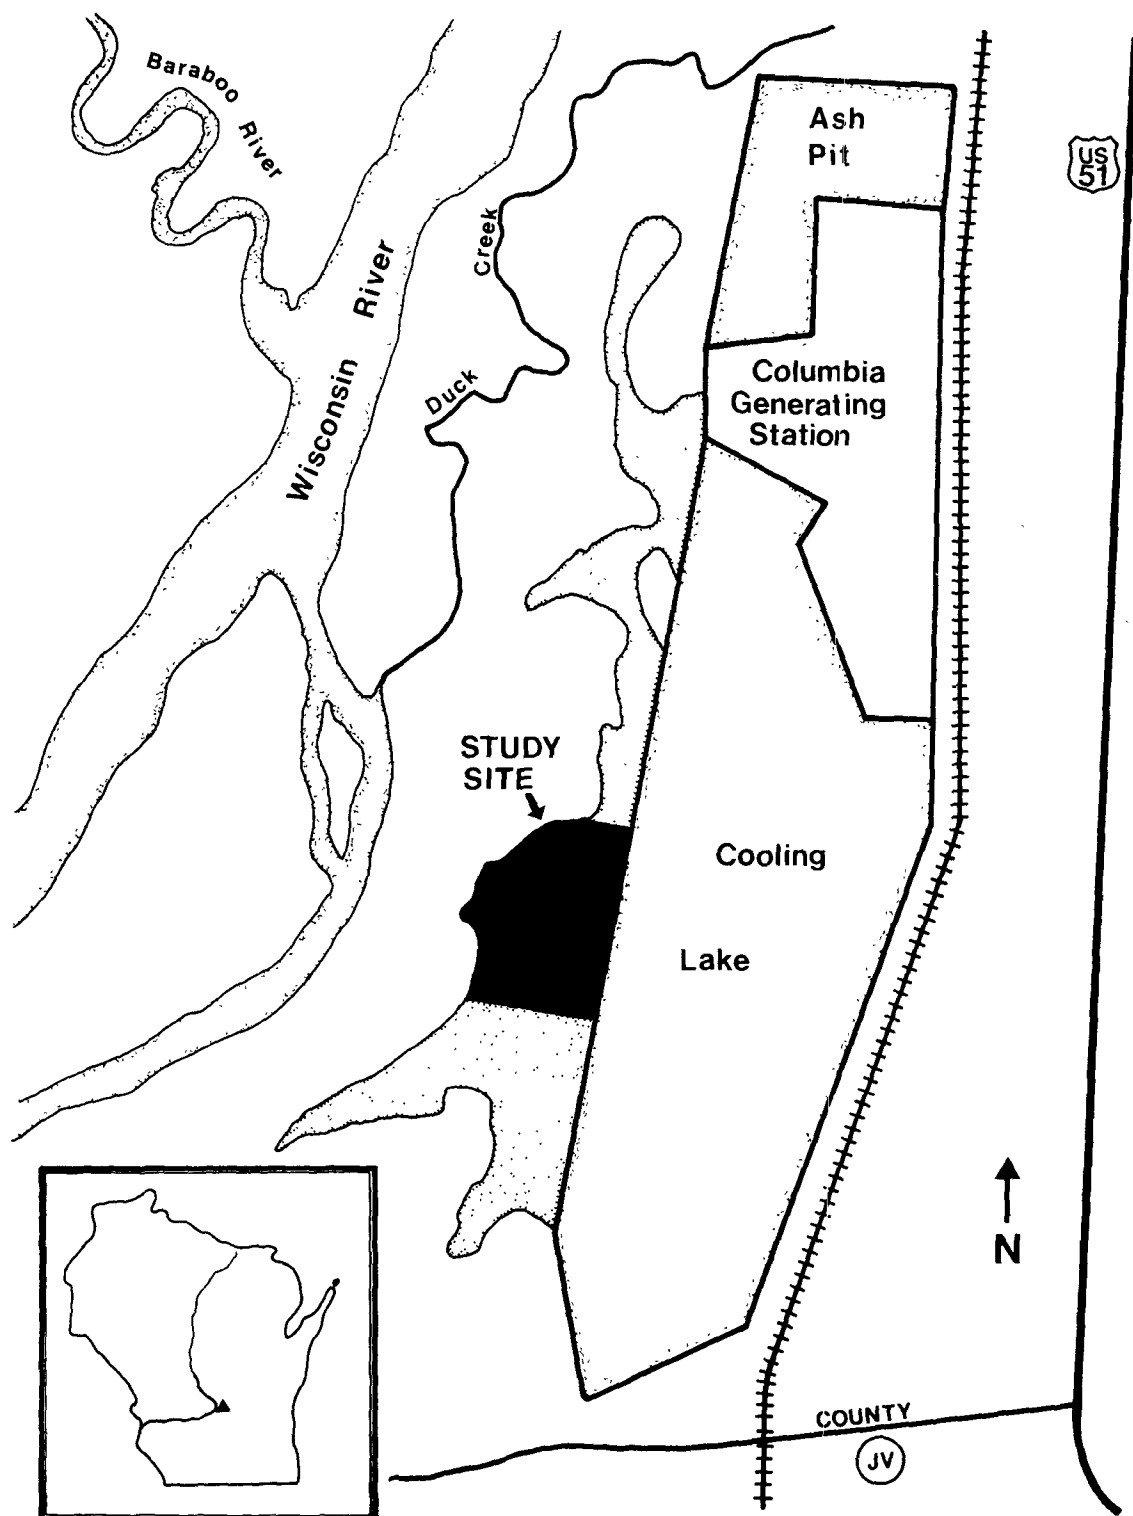 Baraboo River
Ash
Pit
US
51
Wisconsin River
Duck Creek
Columbia
Generating
Station
STUDY
SITE
Cooling
Lake
N
COUNTY
JV